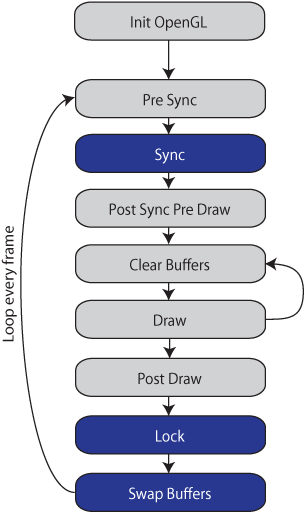 Init OpenGL
Pre Sync
Sync
Post Sync Pre Draw
Clear Buffers
Draw
Post Draw
Lock
Swap Buffers
Loop every frame